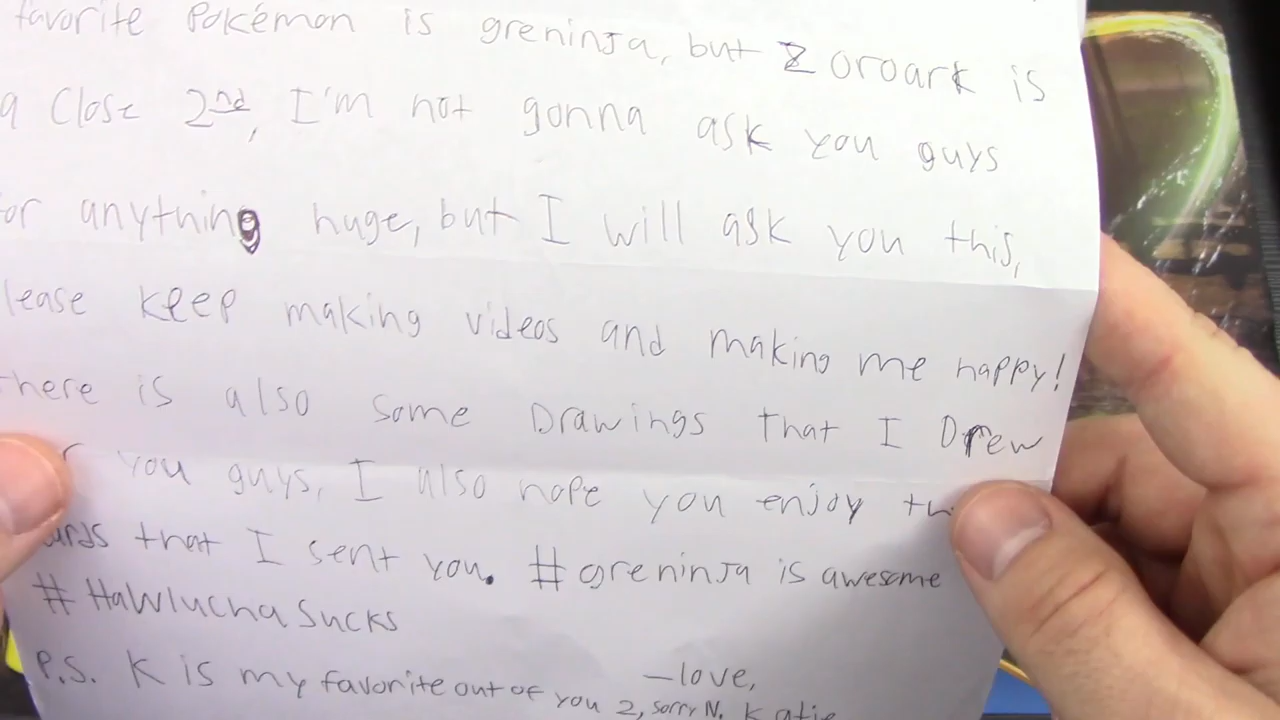 favorite Pokémon is greninja, but Zoroark is
a close 2nd, I'm not gonna ask you guys
or anything huge, but I will ask you this,
lease keep making videos and making me happy!
here is also some Drawings that I Drew
r you guys, I also hope you enjoy th
ards that I sent you. #greninja is awesome
#Hawlucha Sucks
P.S. K is my favorite out of you 2, sorry N.
—love,
Katie